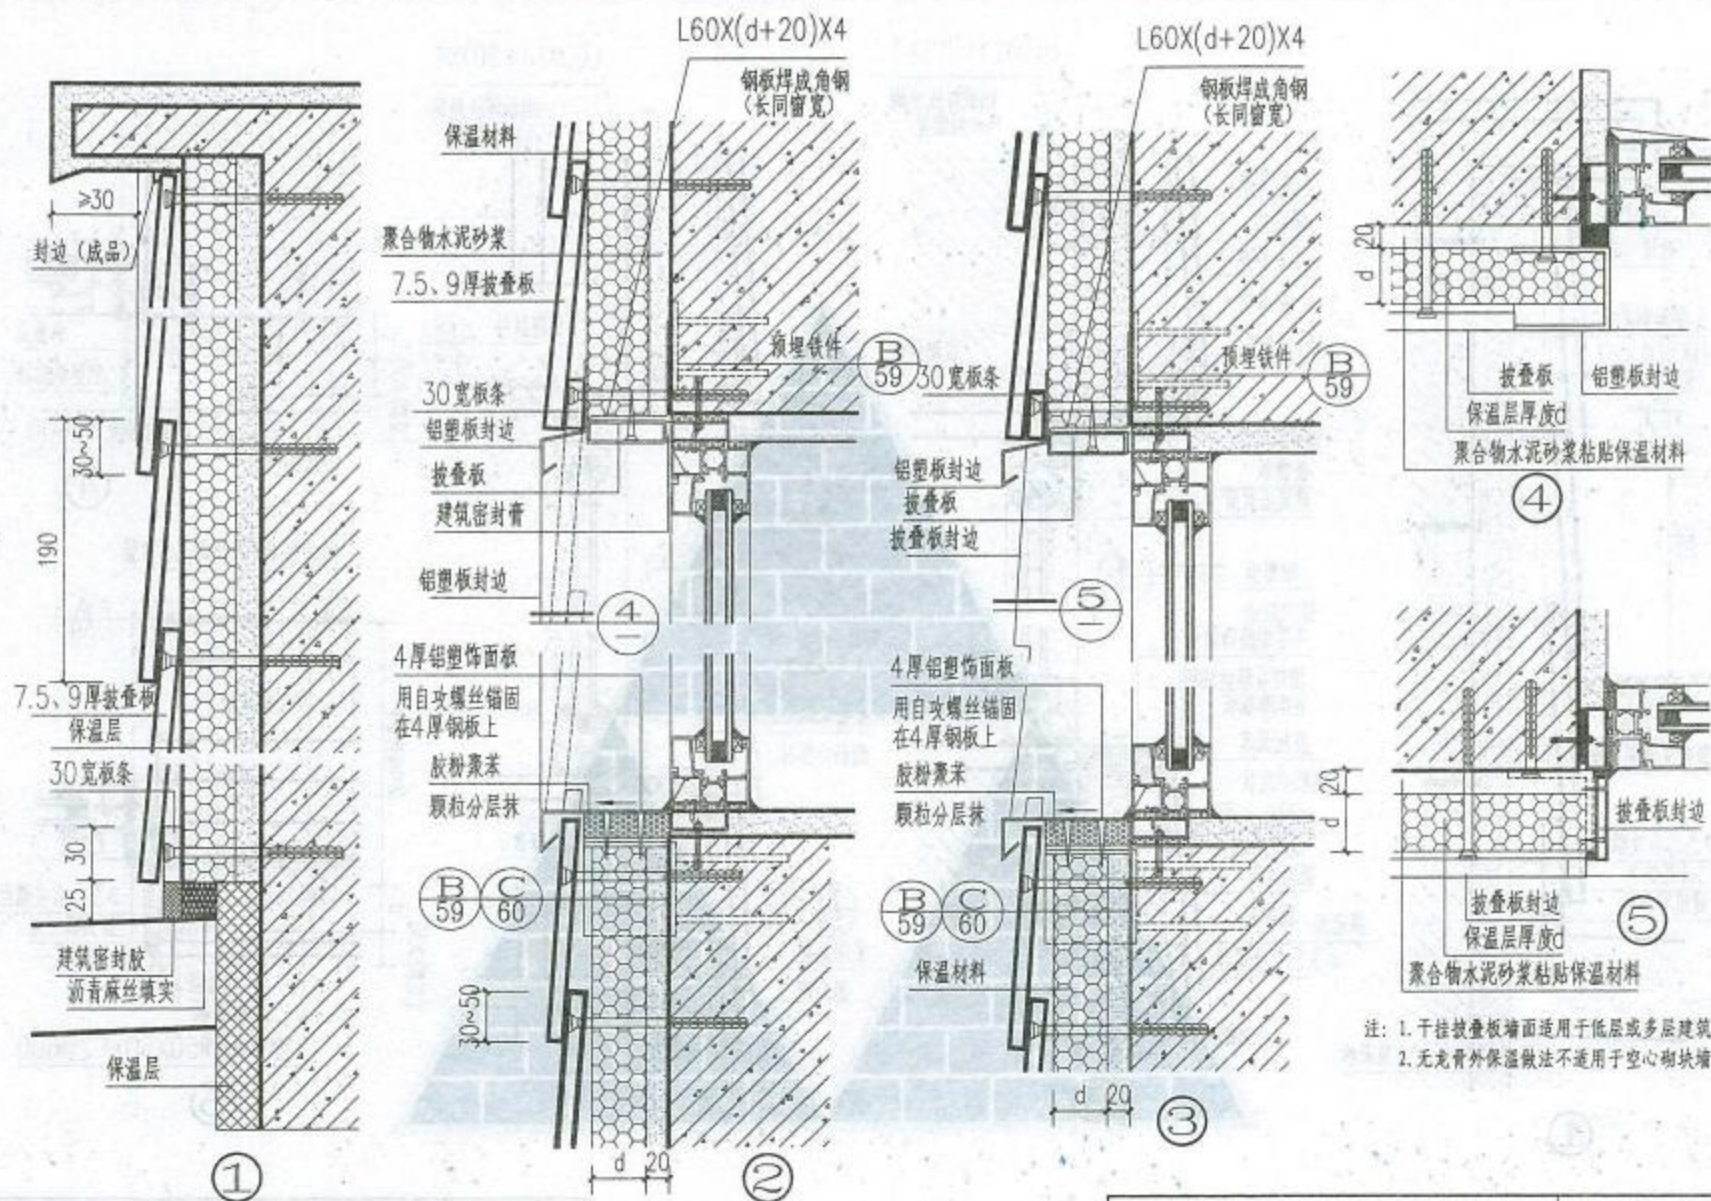 ≥30
封边（成品）
30~50
190
7.5、9厚披叠板
保温层
30宽板条
30
25
建筑密封胶
沥青麻丝填实
保温层
1
L60X(d+20)X4
钢板焊成角钢
(长同窗宽)
保温材料
聚合物水泥砂浆
7.5、9厚披叠板
预埋铁件
B
59
30宽板条
铝塑板封边
披叠板
建筑密封膏
铝塑板封边
4
—
4厚铝塑饰面板
用自攻螺丝锚固
在4厚钢板上
胶粉聚苯
颗粒分层抹
B
59
C
60
30~50
d
20
2
L60X(d+20)X4
钢板焊成角钢
(长同窗宽)
预埋铁件
B
59
30宽板条
铝塑板封边
披叠板
披叠板封边
5
—
4厚铝塑饰面板
用自攻螺丝锚固
在4厚钢板上
胶粉聚苯
颗粒分层抹
B
59
C
60
保温材料
d
20
3
20
d
披叠板
铝塑板封边
保温层厚度d
聚合物水泥砂浆粘贴保温材料
4
20
d
披叠板封边
披叠板封边
保温层厚度d
聚合物水泥砂浆粘贴保温材料
5
注: 1.干挂披叠板墙面适用于低层或多层建筑
2.无龙骨外保温做法不适用于空心砌块墙